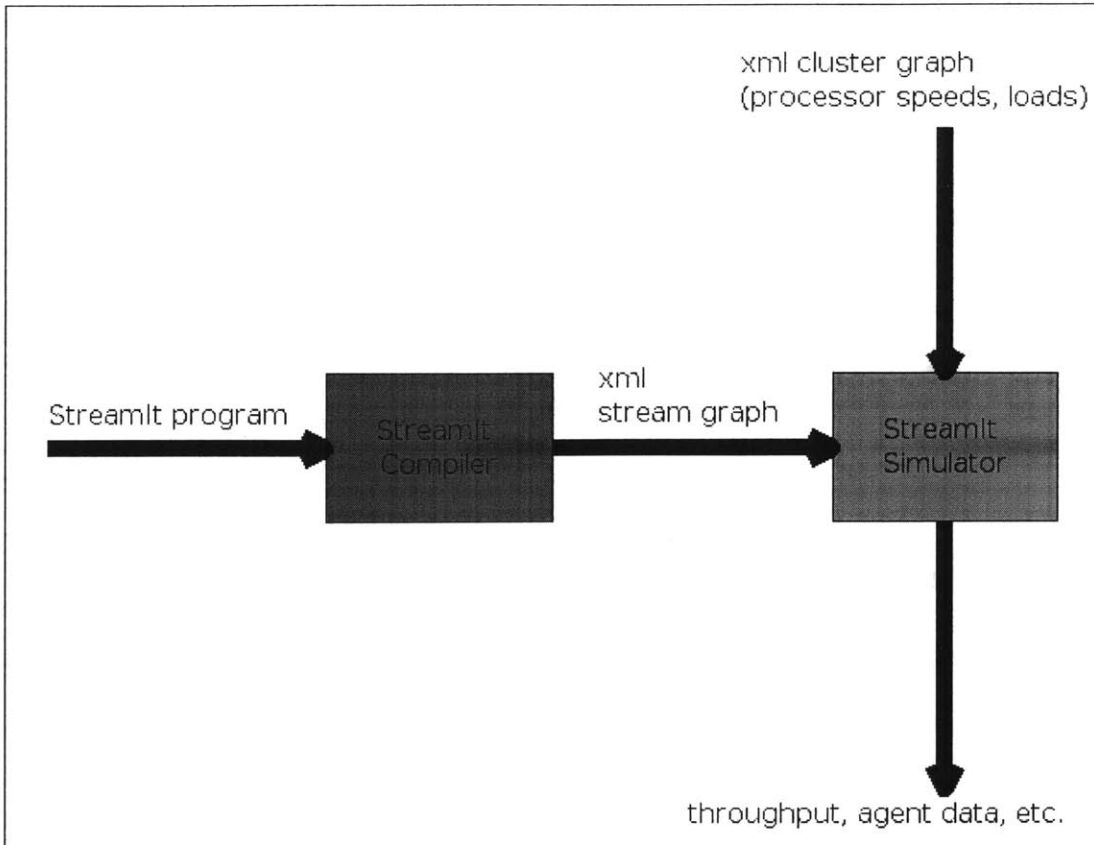 xml cluster graph
(processor speeds, loads)
StreamIt program
StreamIt
Compiler
xml
stream graph
StreamIt
Simulator
throughput, agent data, etc.